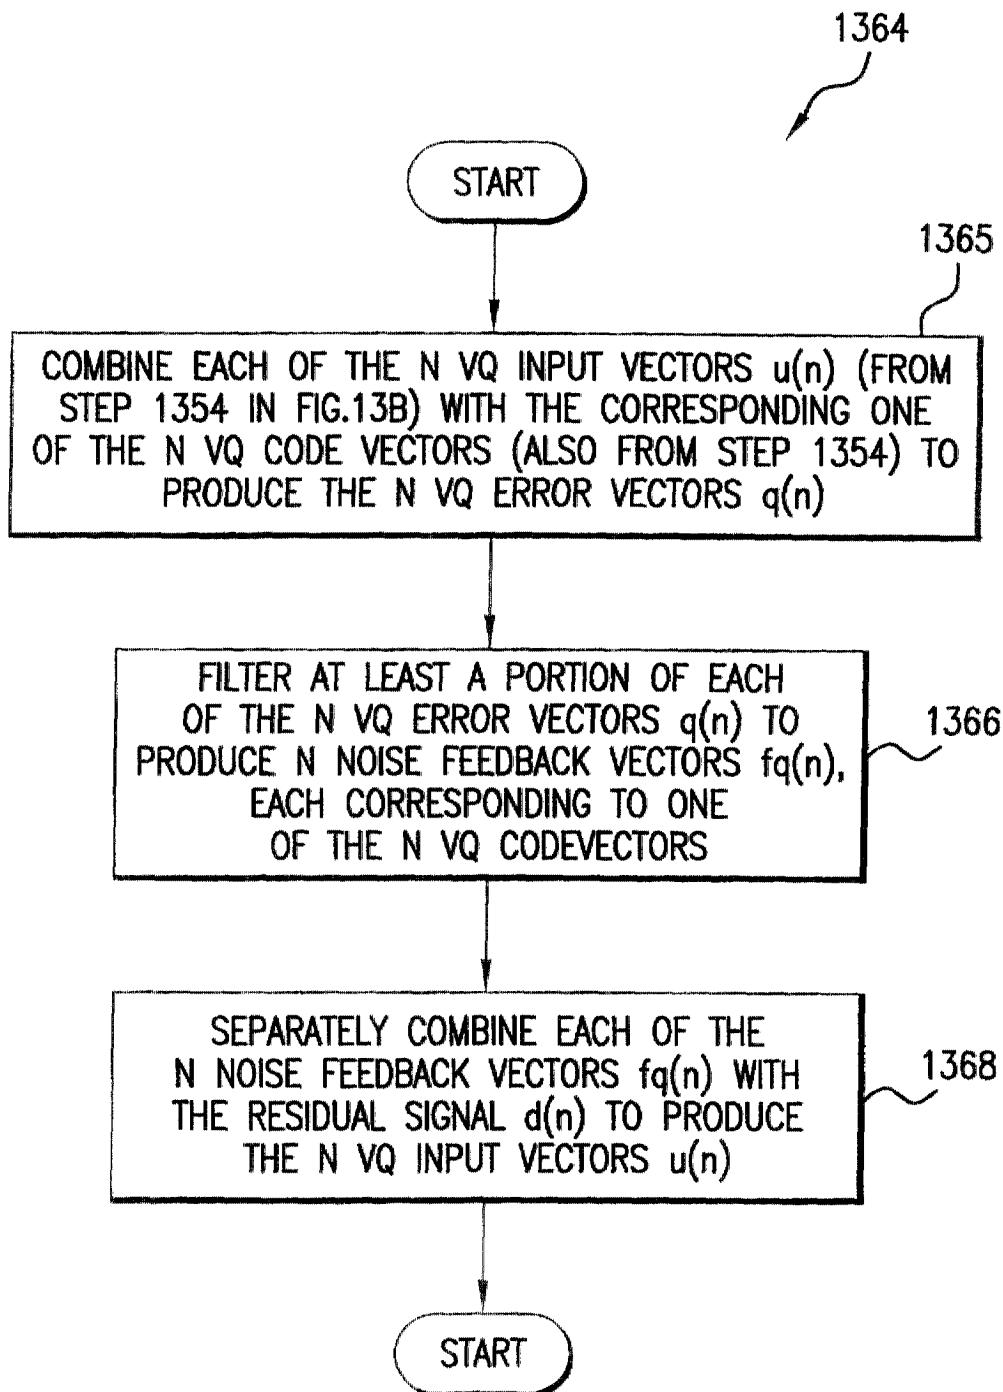 1364
START
1365
COMBINE EACH OF THE N VQ INPUT VECTORS u(n) (FROM
STEP 1354 IN FIG.13B) WITH THE CORRESPONDING ONE
OF THE N VQ CODE VECTORS (ALSO FROM STEP 1354) TO
PRODUCE THE N VQ ERROR VECTORS q(n)
FILTER AT LEAST A PORTION OF EACH
OF THE N VQ ERROR VECTORS q(n) TO
PRODUCE N NOISE FEEDBACK VECTORS fq(n),
EACH CORRESPONDING TO ONE
OF THE N VQ CODEVECTORS
1366
SEPARATELY COMBINE EACH OF THE
N NOISE FEEDBACK VECTORS fq(n) WITH
THE RESIDUAL SIGNAL d(n) TO PRODUCE
THE N VQ INPUT VECTORS u(n)
1368
START